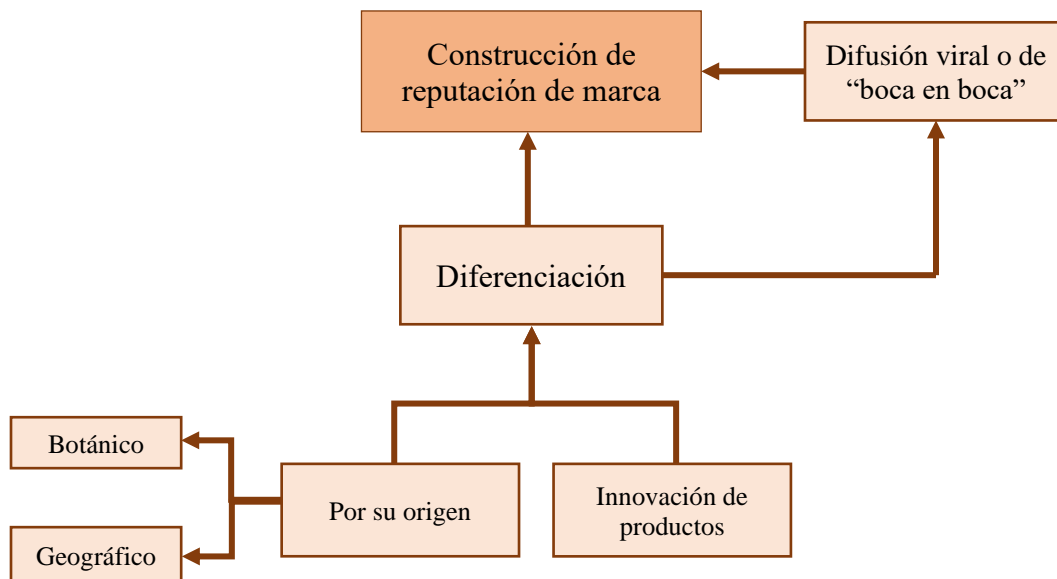 Construcción de
reputación de marca
Difusión viral o de
“boca en boca”
Diferenciación
Botánico
Geográfico
Por su origen
Innovación de
productos